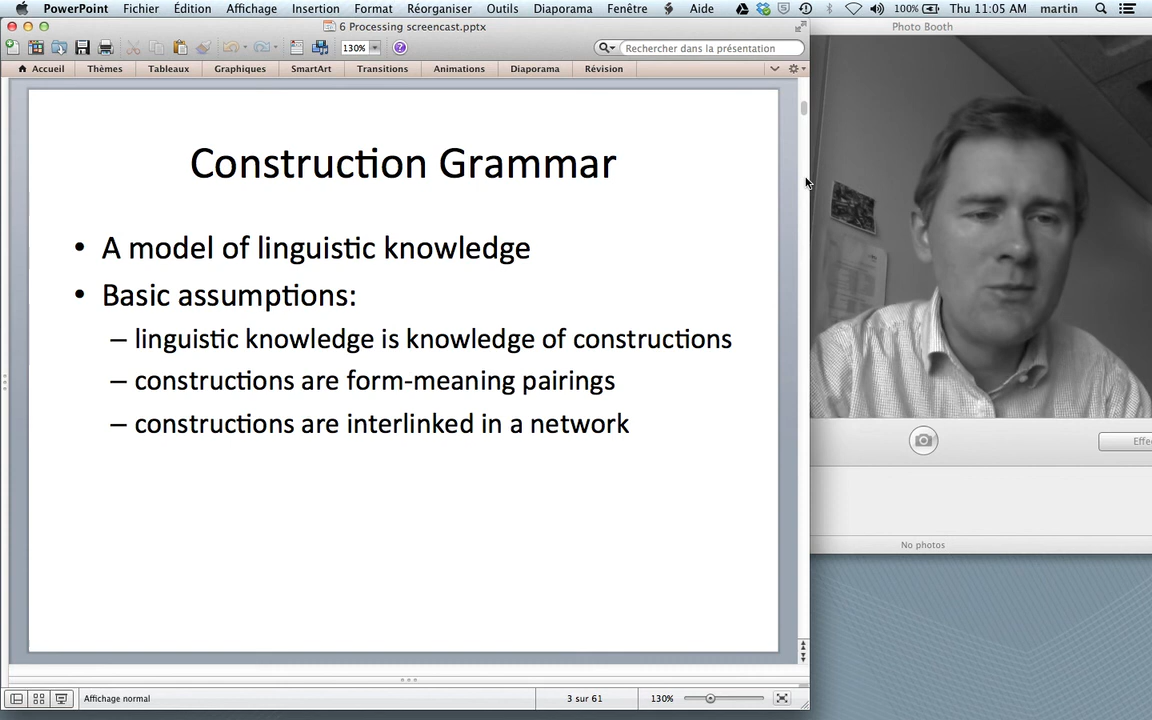 PowerPoint Fichier Édition Affichage Insertion Format Réorganiser Outils Diaporama Fenêtre Aide 100% Thu 11:05 AM martin
6 Processing screencast.pptx
Photo Booth
130% Rechercher dans la présentation
Accueil Thèmes Tableaux Graphiques SmartArt Transitions Animations Diaporama Révision
Construction Grammar
• A model of linguistic knowledge
• Basic assumptions:
– linguistic knowledge is knowledge of constructions
– constructions are form-meaning pairings
– constructions are interlinked in a network
Effe
No photos
Affichage normal 3 sur 61 130%